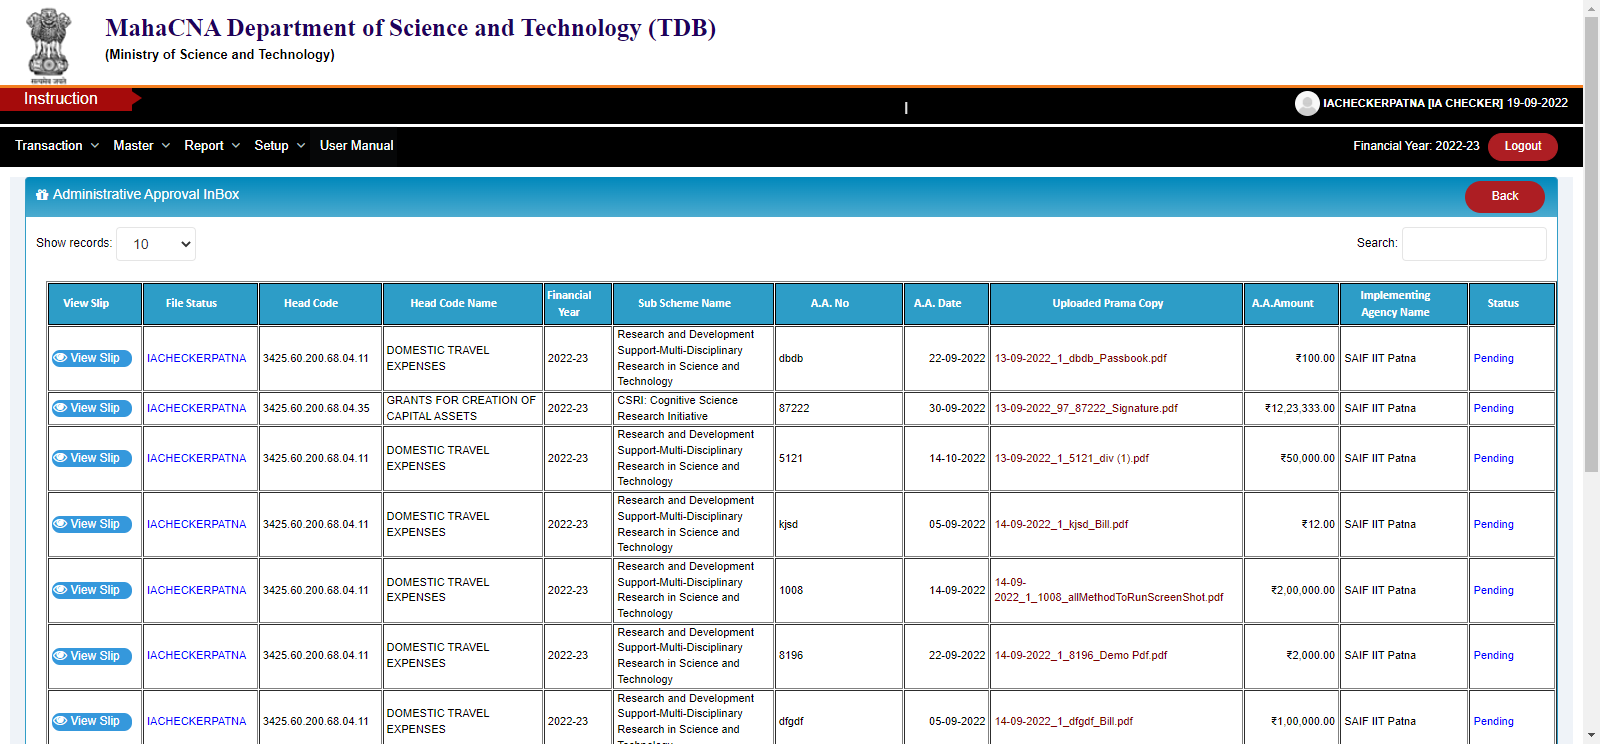 MahaCNA Department of Science and Technology (TDB)
(Ministry of Science and Technology)
सत्यमेव जयते
Instruction
IACHECKERPATNA [IA CHECKER] 19-09-2022
Transaction Master Report Setup User Manual
Financial Year: 2022-23 Logout
Administrative Approval InBox Back
Show records: 10 Search:
View Slip File Status Head Code Head Code Name Financial Year Sub Scheme Name A.A. No A.A. Date Uploaded Prama Copy A.A.Amount Implementing Agency Name Status
View Slip IACHECKERPATNA 3425.60.200.68.04.11 DOMESTIC TRAVEL EXPENSES 2022-23 Research and Development Support-Multi-Disciplinary Research in Science and Technology dbdb 22-09-2022 13-09-2022_1_dbdb_Passbook.pdf ₹100.00 SAIF IIT Patna Pending
View Slip IACHECKERPATNA 3425.60.200.68.04.35 GRANTS FOR CREATION OF CAPITAL ASSETS 2022-23 CSRI: Cognitive Science Research Initiative 87222 30-09-2022 13-09-2022_97_87222_Signature.pdf ₹12,23,333.00 SAIF IIT Patna Pending
View Slip IACHECKERPATNA 3425.60.200.68.04.11 DOMESTIC TRAVEL EXPENSES 2022-23 Research and Development Support-Multi-Disciplinary Research in Science and Technology 5121 14-10-2022 13-09-2022_1_5121_div (1).pdf ₹50,000.00 SAIF IIT Patna Pending
View Slip IACHECKERPATNA 3425.60.200.68.04.11 DOMESTIC TRAVEL EXPENSES 2022-23 Research and Development Support-Multi-Disciplinary Research in Science and Technology kjsd 05-09-2022 14-09-2022_1_kjsd_Bill.pdf ₹12.00 SAIF IIT Patna Pending
View Slip IACHECKERPATNA 3425.60.200.68.04.11 DOMESTIC TRAVEL EXPENSES 2022-23 Research and Development Support-Multi-Disciplinary Research in Science and Technology 1008 14-09-2022 14-09-2022_1_1008_allMethodToRunScreenShot.pdf ₹2,00,000.00 SAIF IIT Patna Pending
View Slip IACHECKERPATNA 3425.60.200.68.04.11 DOMESTIC TRAVEL EXPENSES 2022-23 Research and Development Support-Multi-Disciplinary Research in Science and Technology 8196 22-09-2022 14-09-2022_1_8196_Demo Pdf.pdf ₹2,000.00 SAIF IIT Patna Pending
View Slip IACHECKERPATNA 3425.60.200.68.04.11 DOMESTIC TRAVEL EXPENSES 2022-23 Research and Development Support-Multi-Disciplinary Research in Science and dfgdf 05-09-2022 14-09-2022_1_dfgdf_Bill.pdf ₹1,00,000.00 SAIF IIT Patna Pending